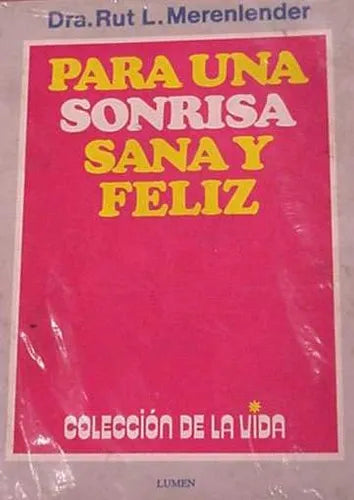 Dra. Rut L. Merenlender
PARA UNA
SONRISA
SANA Y
FELIZ
COLECCIÓN DE LA VIDA
LUMEN